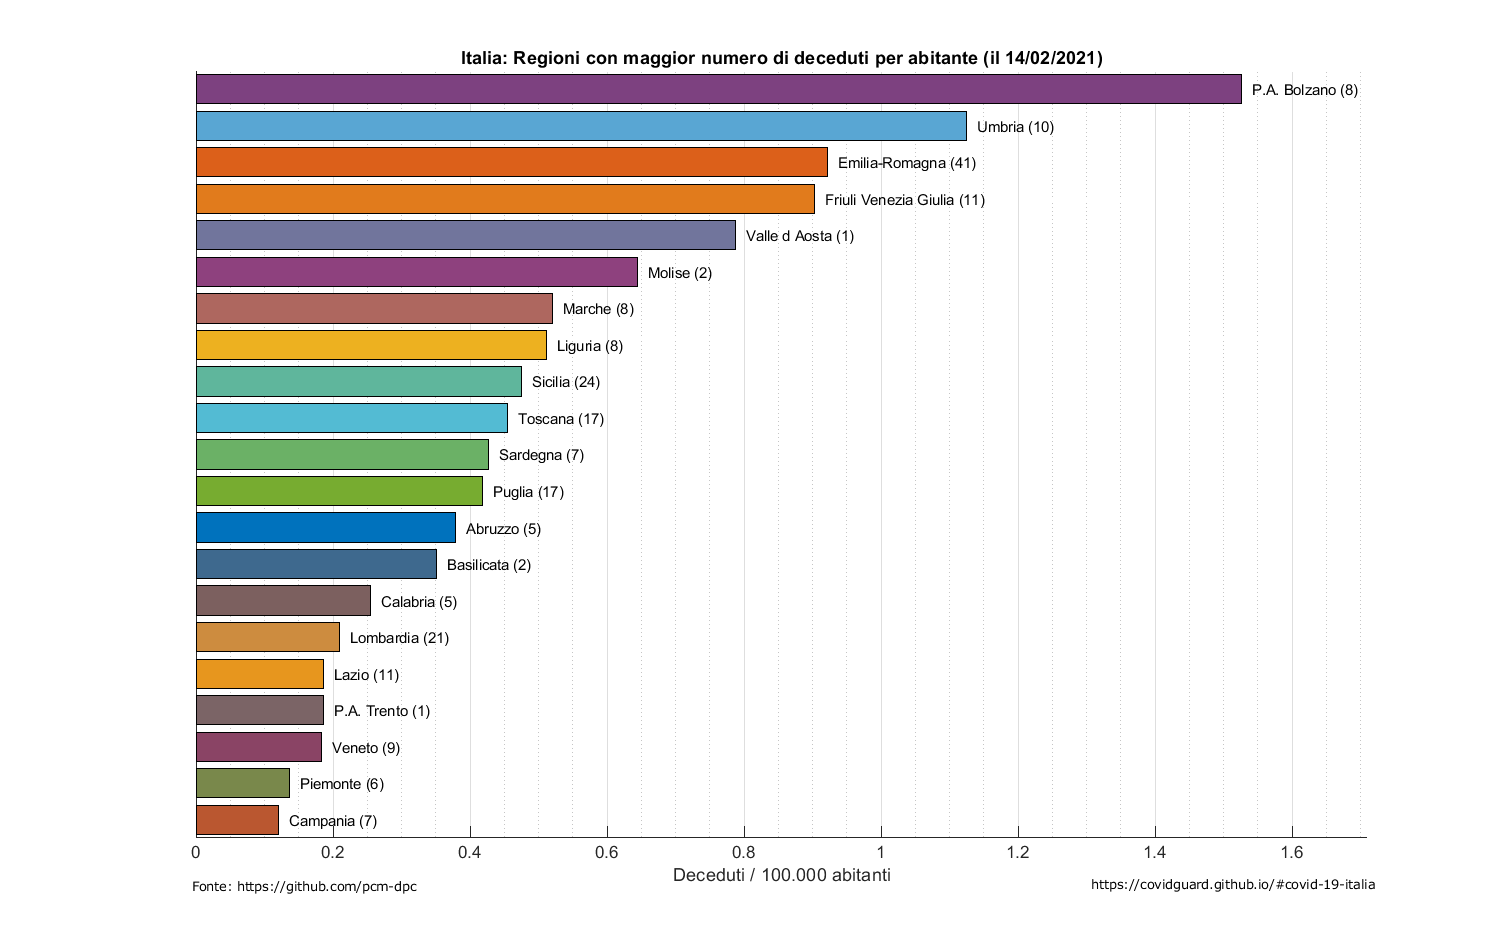 Italia: Regioni con maggior numero di deceduti per abitante (il 14/02/2021)
P.A. Bolzano (8)
Umbria (10)
Emilia-Romagna (41)
Friuli Venezia Giulia (11)
Valle d Aosta (1)
Molise (2)
Marche (8)
Liguria (8)
Sicilia (24)
Toscana (17)
Sardegna (7)
Puglia (17)
Abruzzo (5)
Basilicata (2)
Calabria (5)
Lombardia (21)
Lazio (11)
P.A. Trento (1)
Veneto (9)
Piemonte (6)
Campania (7)
0 0.2 0.4 0.6 0.8 1 1.2 1.4 1.6
Deceduti / 100.000 abitanti
Fonte: https://github.com/pcm-dpc
https://covidguard.github.io/#covid-19-italia